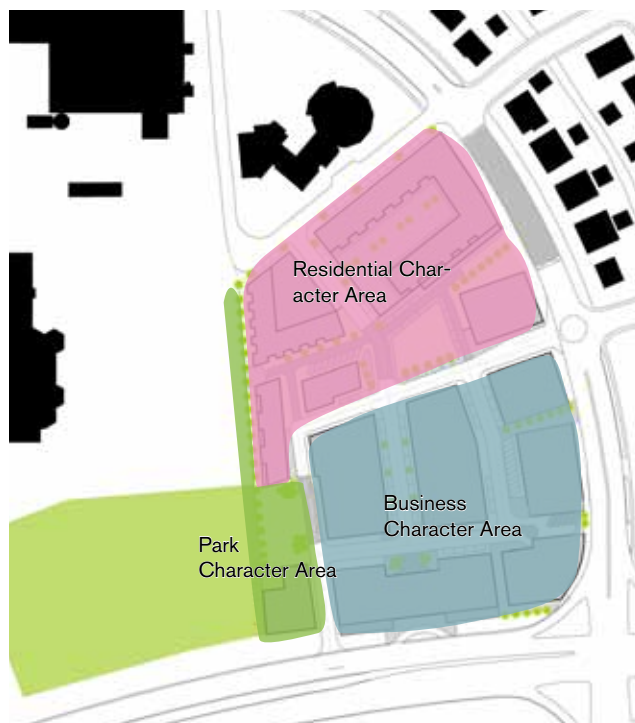 Residential Char-
acter Area
Business
Character Area
Park
Character Area